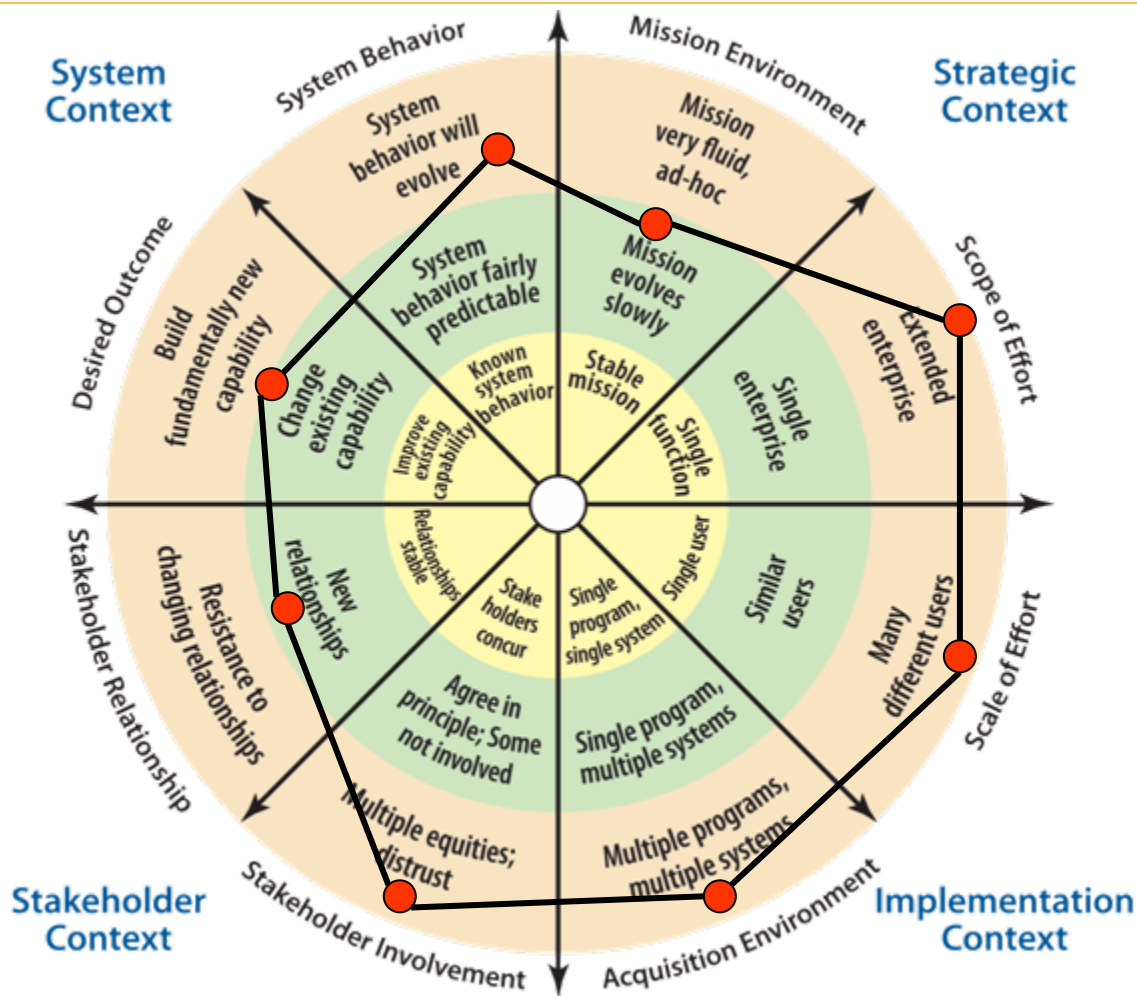 System
Context
System Behavior
Mission Environment
Strategic
Context
System
behavior will
evolve
Mission
very fluid,
ad-hoc
Desired Outcome
Build
fundamentally new
capability
Change
existing
capability
System
behavior fairly
predictable
Mission
evolves
slowly
Scope of Effort
Extended
enterprise
Single
enterprise
Improve
existing
capability
Known
system
behavior
Stable
mission
Single
function
Stakeholder Relationship
Resistance to
changing relationships
New
relationships
Relationships
stable
Stake
holders
concur
Single
program,
single system
Single user
Similar
users
Many
different users
Scale of Effort
Agree in
principle; Some
not involved
Single program,
multiple systems
Multiple equities;
distrust
Multiple programs,
multiple systems
Stakeholder
Context
Stakeholder Involvement
Acquisition Environment
Implementation
Context